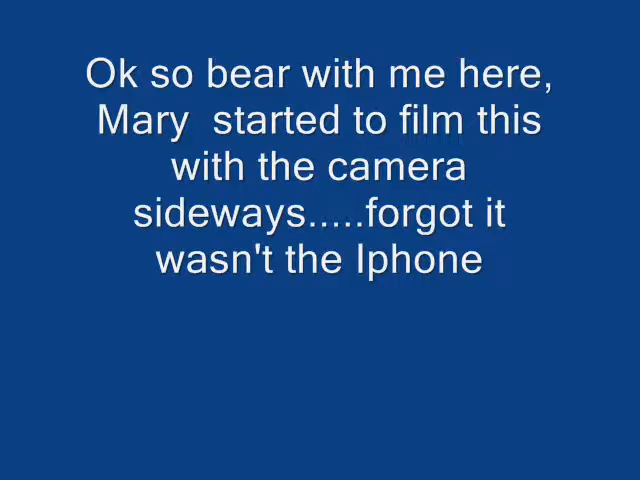 Ok so bear with me here,
Mary  started to film this
with the camera
sideways.....forgot it
wasn't the Iphone